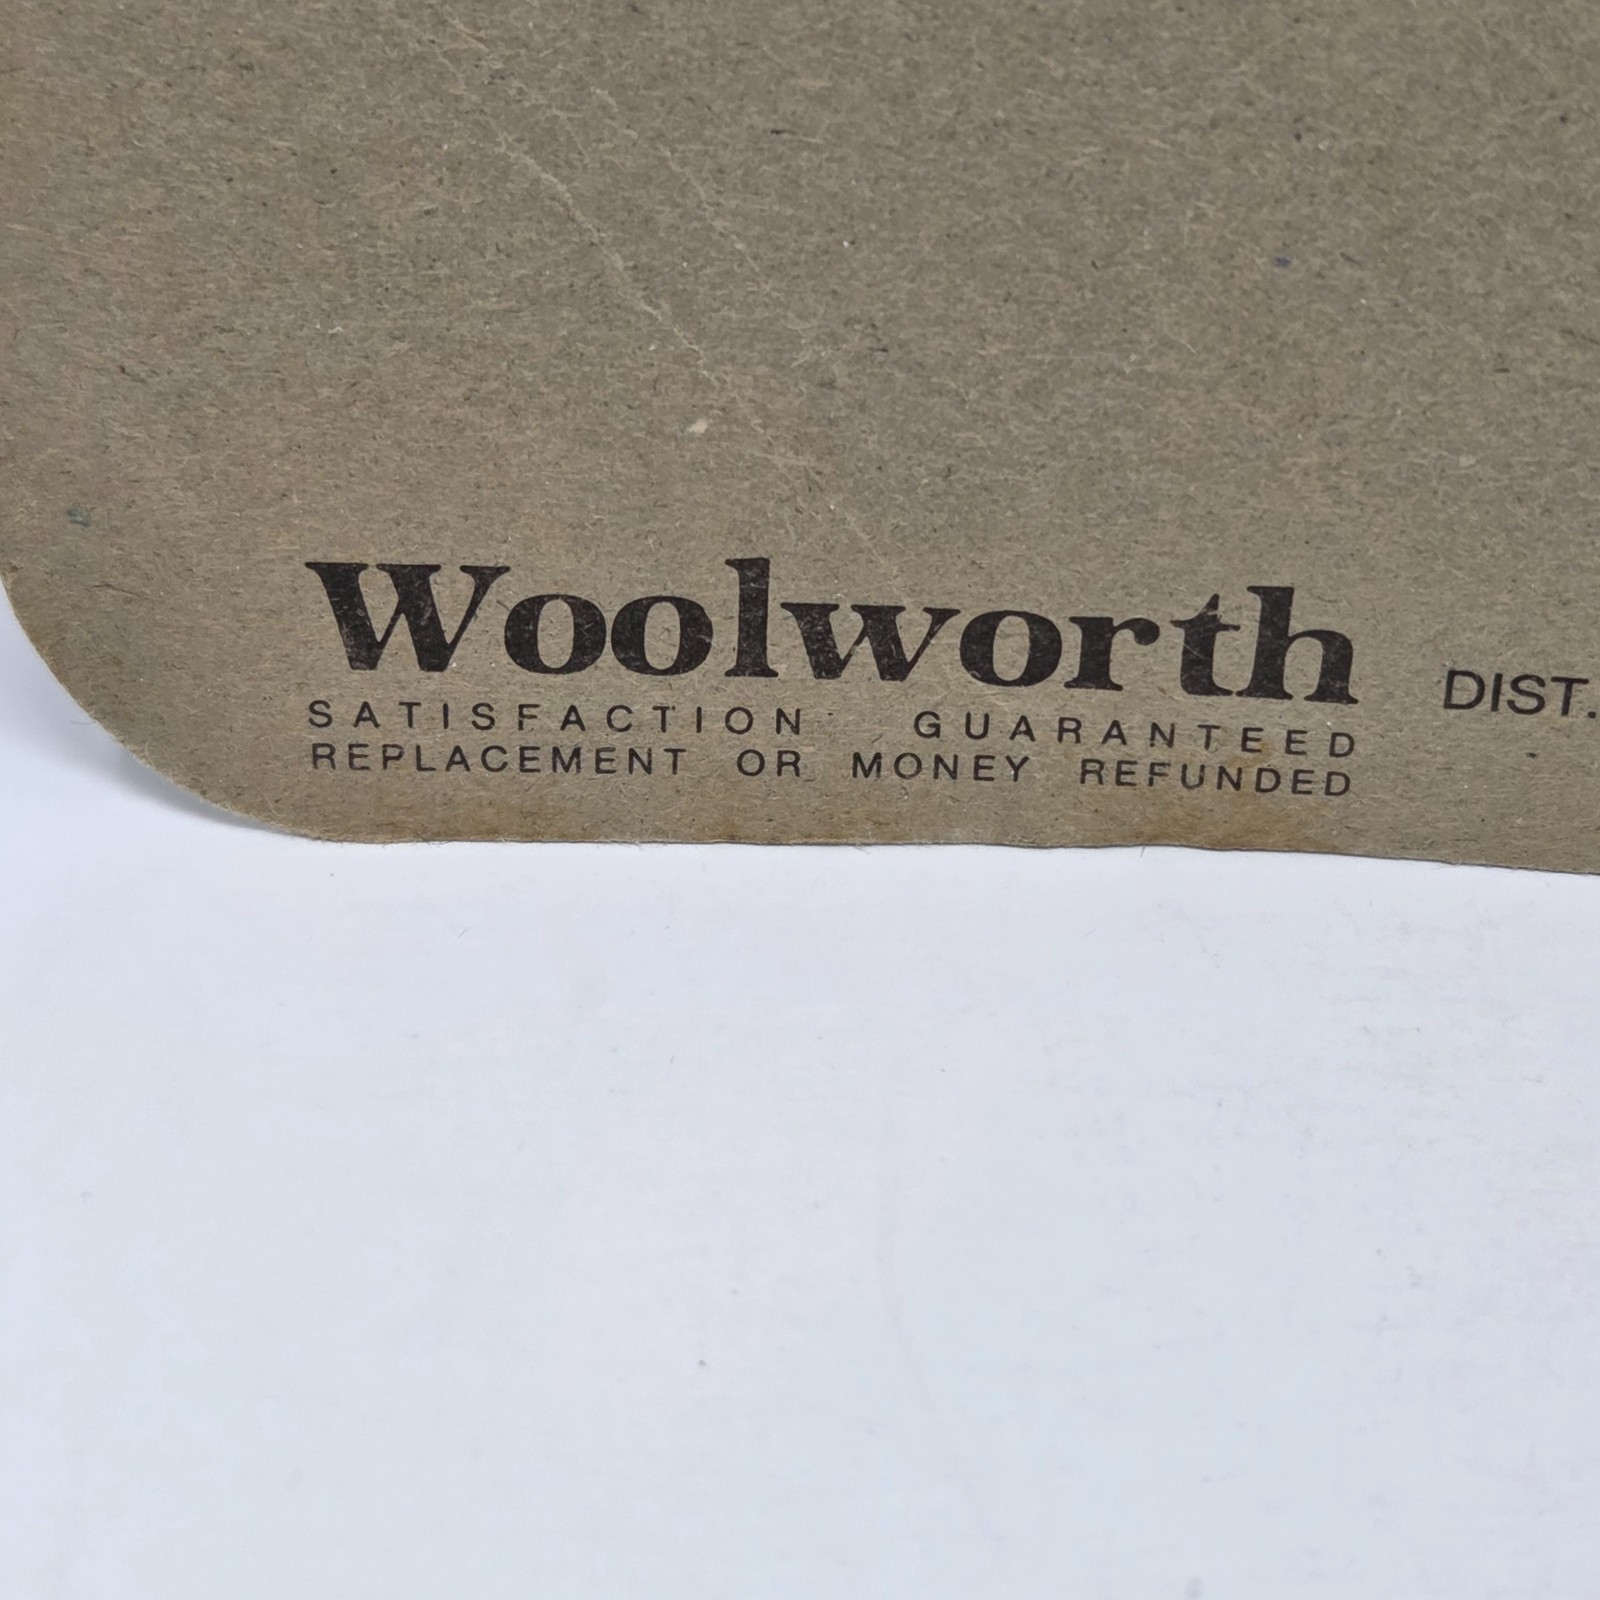 Woolworth
SATISFACTION GUARANTEED
REPLACEMENT OR MONEY REFUNDED
DIST.